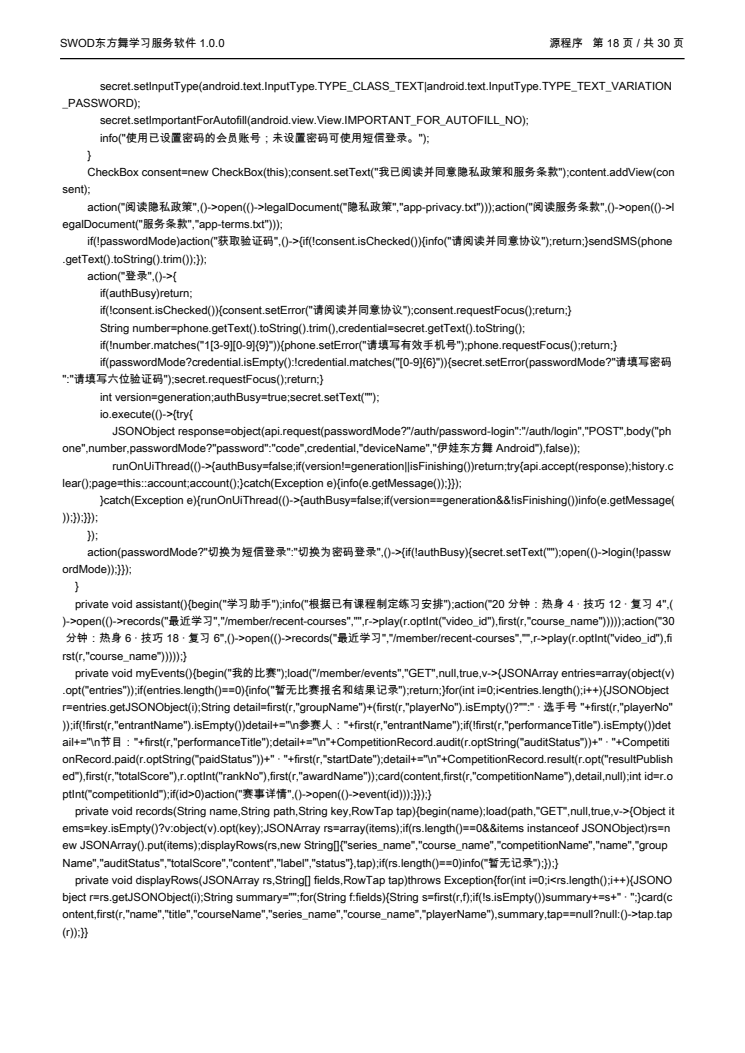 SWOD东方舞学习服务软件 1.0.0
源程序 第 18 页 / 共 30 页
secret.setInputType(android.text.InputType.TYPE_CLASS_TEXT|android.text.InputType.TYPE_TEXT_VARIATION
_PASSWORD);
secret.setImportantForAutofill(android.view.View.IMPORTANT_FOR_AUTOFILL_NO);
info("使用已设置密码的会员账号；未设置密码可使用短信登录。");
}
CheckBox consent=new CheckBox(this);consent.setText("我已阅读并同意隐私政策和服务条款");content.addView(con
sent);
action("阅读隐私政策",()->open(()->legalDocument("隐私政策","app-privacy.txt")));action("阅读服务条款",()->open(()->l
egalDocument("服务条款","app-terms.txt")));
if(!passwordMode)action("获取验证码",()->{if(!consent.isChecked()){info("请阅读并同意协议");return;}sendSMS(phone
.getText().toString().trim());});
action("登录",()->{
if(authBusy)return;
if(!consent.isChecked()){consent.setError("请阅读并同意协议");consent.requestFocus();return;}
String number=phone.getText().toString().trim(),credential=secret.getText().toString();
if(!number.matches("1[3-9][0-9]{9}")){phone.setError("请填写有效手机号");phone.requestFocus();return;}
if(passwordMode?credential.isEmpty():!credential.matches("[0-9]{6}")){secret.setError(passwordMode?"请填写密码
":"请填写六位验证码");secret.requestFocus();return;}
int version=generation;authBusy=true;secret.setText("");
io.execute(()->{try{
JSONObject response=object(api.request(passwordMode?"/auth/password-login":"/auth/login","POST",body("ph
one",number,passwordMode?"password":"code",credential,"deviceName","伊娃东方舞 Android"),false));
runOnUiThread(()->{authBusy=false;if(version!=generation||isFinishing())return;try{api.accept(response);history.c
lear();page=this::account;account();}catch(Exception e){info(e.getMessage());}});
}catch(Exception e){runOnUiThread(()->{authBusy=false;if(version==generation&&!isFinishing())info(e.getMessage(
));});}});
});
action(passwordMode?"切换为短信登录":"切换为密码登录",()->{if(!authBusy){secret.setText("");open(()->login(!passw
ordMode));}});
}
private void assistant(){begin("学习助手");info("根据已有课程制定练习安排");action("20 分钟：热身 4 · 技巧 12 · 复习 4",(
)->open(()->records("最近学习","/member/recent-courses","",r->play(r.optInt("video_id"),first(r,"course_name")))));action("30
分钟：热身 6 · 技巧 18 · 复习 6",()->open(()->records("最近学习","/member/recent-courses","",r->play(r.optInt("video_id"),fi
rst(r,"course_name")))));}
private void myEvents(){begin("我的比赛");load("/member/events","GET",null,true,v->{JSONArray entries=array(object(v)
.opt("entries"));if(entries.length()==0){info("暂无比赛报名和结果记录");return;}for(int i=0;i<entries.length();i++){JSONObject
r=entries.getJSONObject(i);String detail=first(r,"groupName")+(first(r,"playerNo").isEmpty()?"":" · 选手号 "+first(r,"playerNo"
));if(!first(r,"entrantName").isEmpty())detail+="\n参赛人："+first(r,"entrantName");if(!first(r,"performanceTitle").isEmpty())det
ail+="\n节目："+first(r,"performanceTitle");detail+="\n"+CompetitionRecord.audit(r.optString("auditStatus"))+" · "+Competiti
onRecord.paid(r.optString("paidStatus"))+" · "+first(r,"startDate");detail+="\n"+CompetitionRecord.result(r.opt("resultPublish
ed"),first(r,"totalScore"),r.optInt("rankNo"),first(r,"awardName"));card(content,first(r,"competitionName"),detail,null);int id=r.o
ptInt("competitionId");if(id>0)action("赛事详情",()->open(()->event(id)));}});}
private void records(String name,String path,String key,RowTap tap){begin(name);load(path,"GET",null,true,v->{Object it
ems=key.isEmpty()?v:object(v).opt(key);JSONArray rs=array(items);if(rs.length()==0&&items instanceof JSONObject)rs=n
ew JSONArray().put(items);displayRows(rs,new String[]{"series_name","course_name","competitionName","name","group
Name","auditStatus","totalScore","content","label","status"},tap);if(rs.length()==0)info("暂无记录");});}
private void displayRows(JSONArray rs,String[] fields,RowTap tap)throws Exception{for(int i=0;i<rs.length();i++){JSONO
bject r=rs.getJSONObject(i);String summary="";for(String f:fields){String s=first(r,f);if(!s.isEmpty())summary+=s+" · ";}card(c
ontent,first(r,"name","title","courseName","series_name","course_name","playerName"),summary,tap==null?null:()->tap.tap
(r));}}